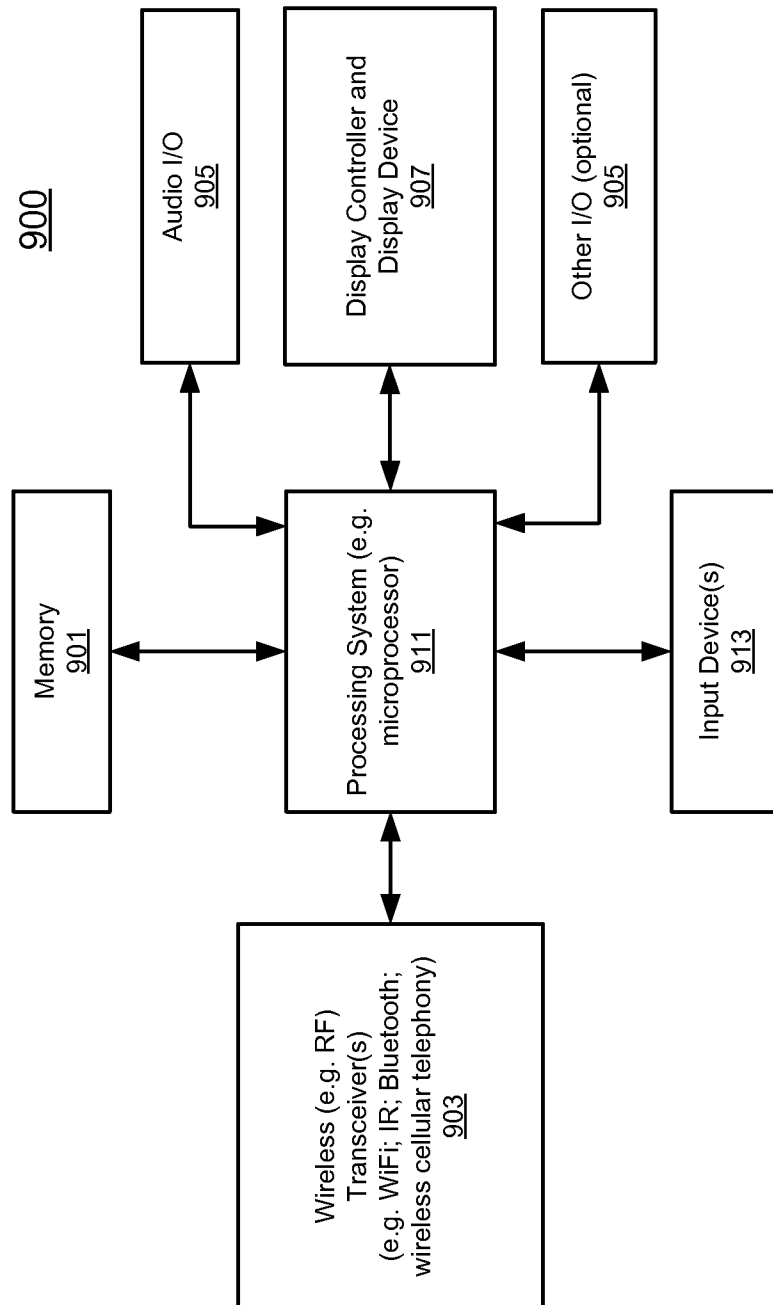 900
Memory
901
Audio I/O
905
Wireless (e.g. RF)
Transceiver(s)
(e.g. WiFi; IR; Bluetooth;
wireless cellular telephony)
903
Processing System (e.g.
microprocessor)
911
Display Controller and
Display Device
907
Input Device(s)
913
Other I/O (optional)
905